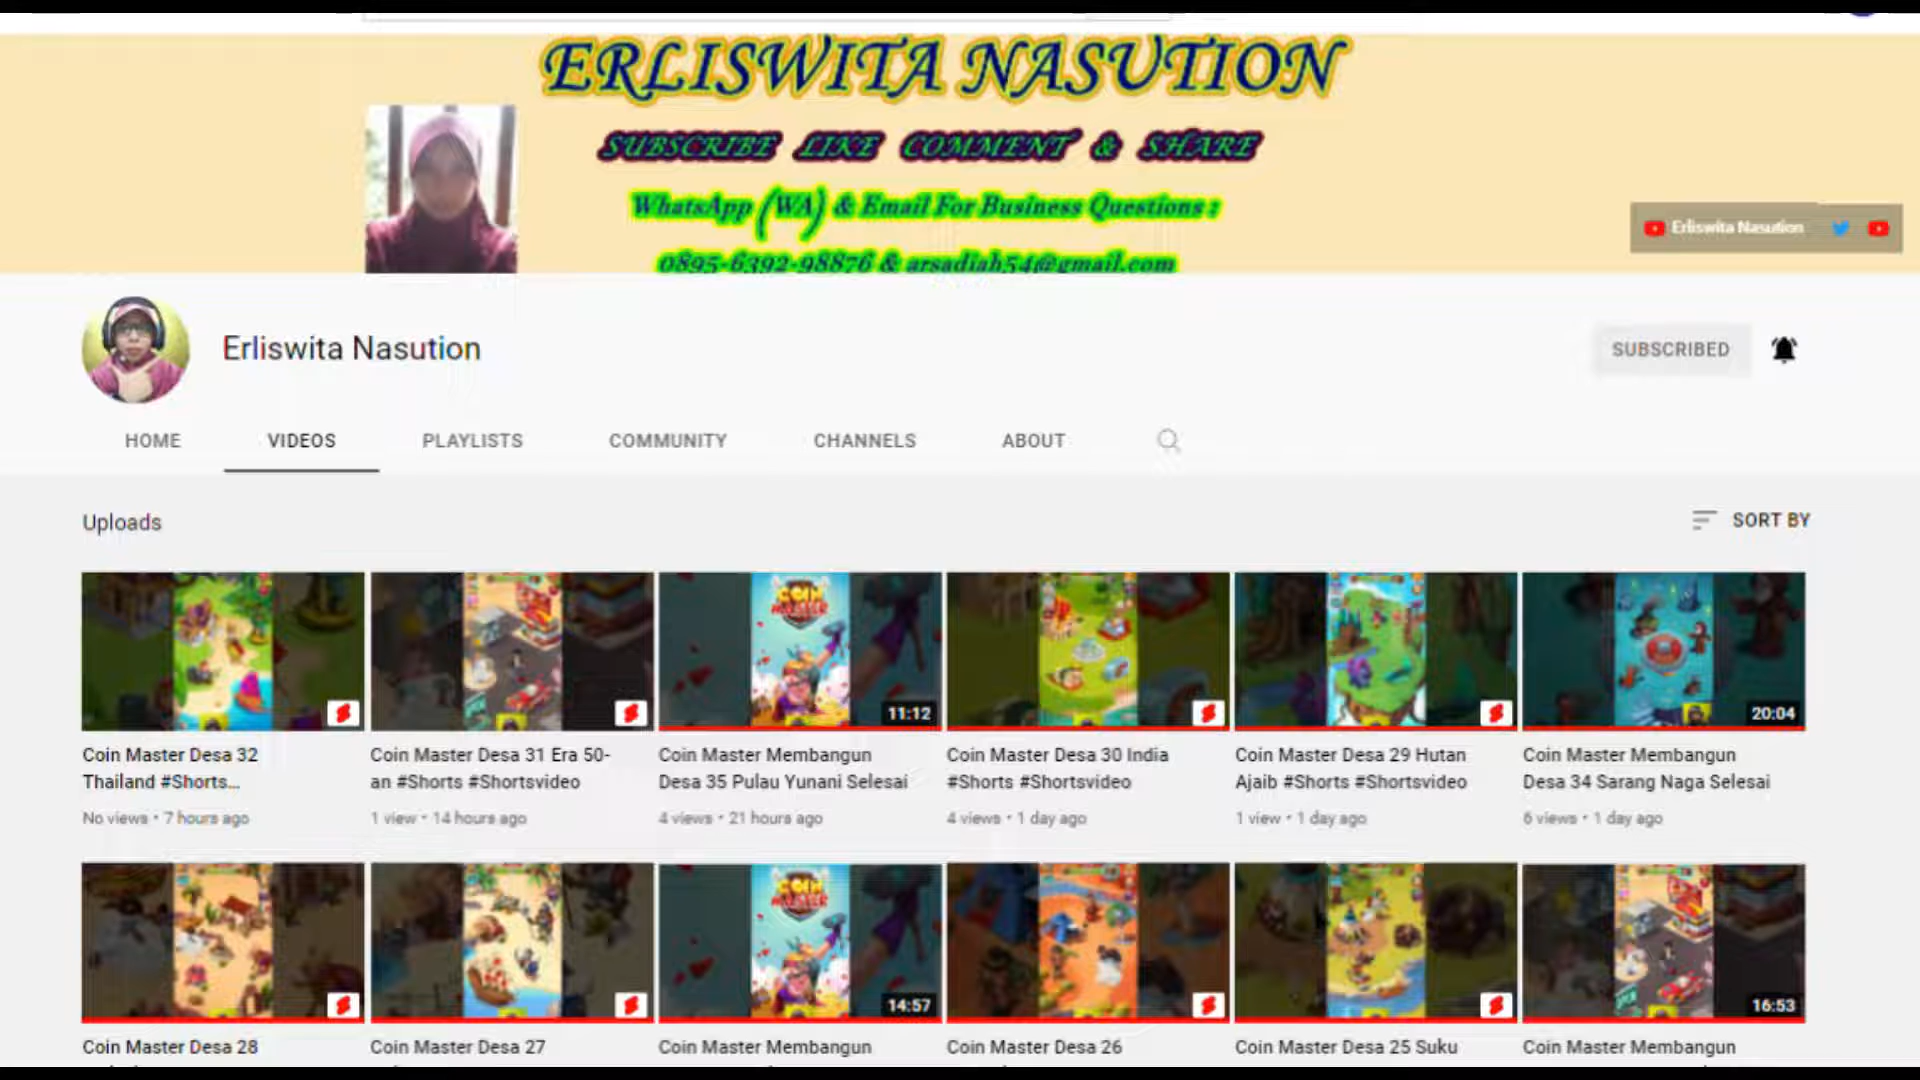 ERLISWITA NASUTION
SUBSCRIBE LIKE COMMENT & SHARE
WhatsApp (WA) & Email For Business Questions :
0895-6392-98876 & arsadiah54@gmail.com
Erliswita Nasution
Erliswita Nasution
SUBSCRIBED
HOME VIDEOS PLAYLISTS COMMUNITY CHANNELS ABOUT
Uploads
SORT BY
COIN MASTER
11:12
20:04
Coin Master Desa 32
Thailand #Shorts...
No views • 7 hours ago
Coin Master Desa 31 Era 50-
an #Shorts #Shortsvideo
1 view • 14 hours ago
Coin Master Membangun
Desa 35 Pulau Yunani Selesai
4 views • 21 hours ago
Coin Master Desa 30 India
#Shorts #Shortsvideo
4 views • 1 day ago
Coin Master Desa 29 Hutan
Ajaib #Shorts #Shortsvideo
1 view • 1 day ago
Coin Master Membangun
Desa 34 Sarang Naga Selesai
6 views • 1 day ago
COIN MASTER
14:57
16:53
Coin Master Desa 28
Coin Master Desa 27
Coin Master Membangun
Coin Master Desa 26
Coin Master Desa 25 Suku
Coin Master Membangun